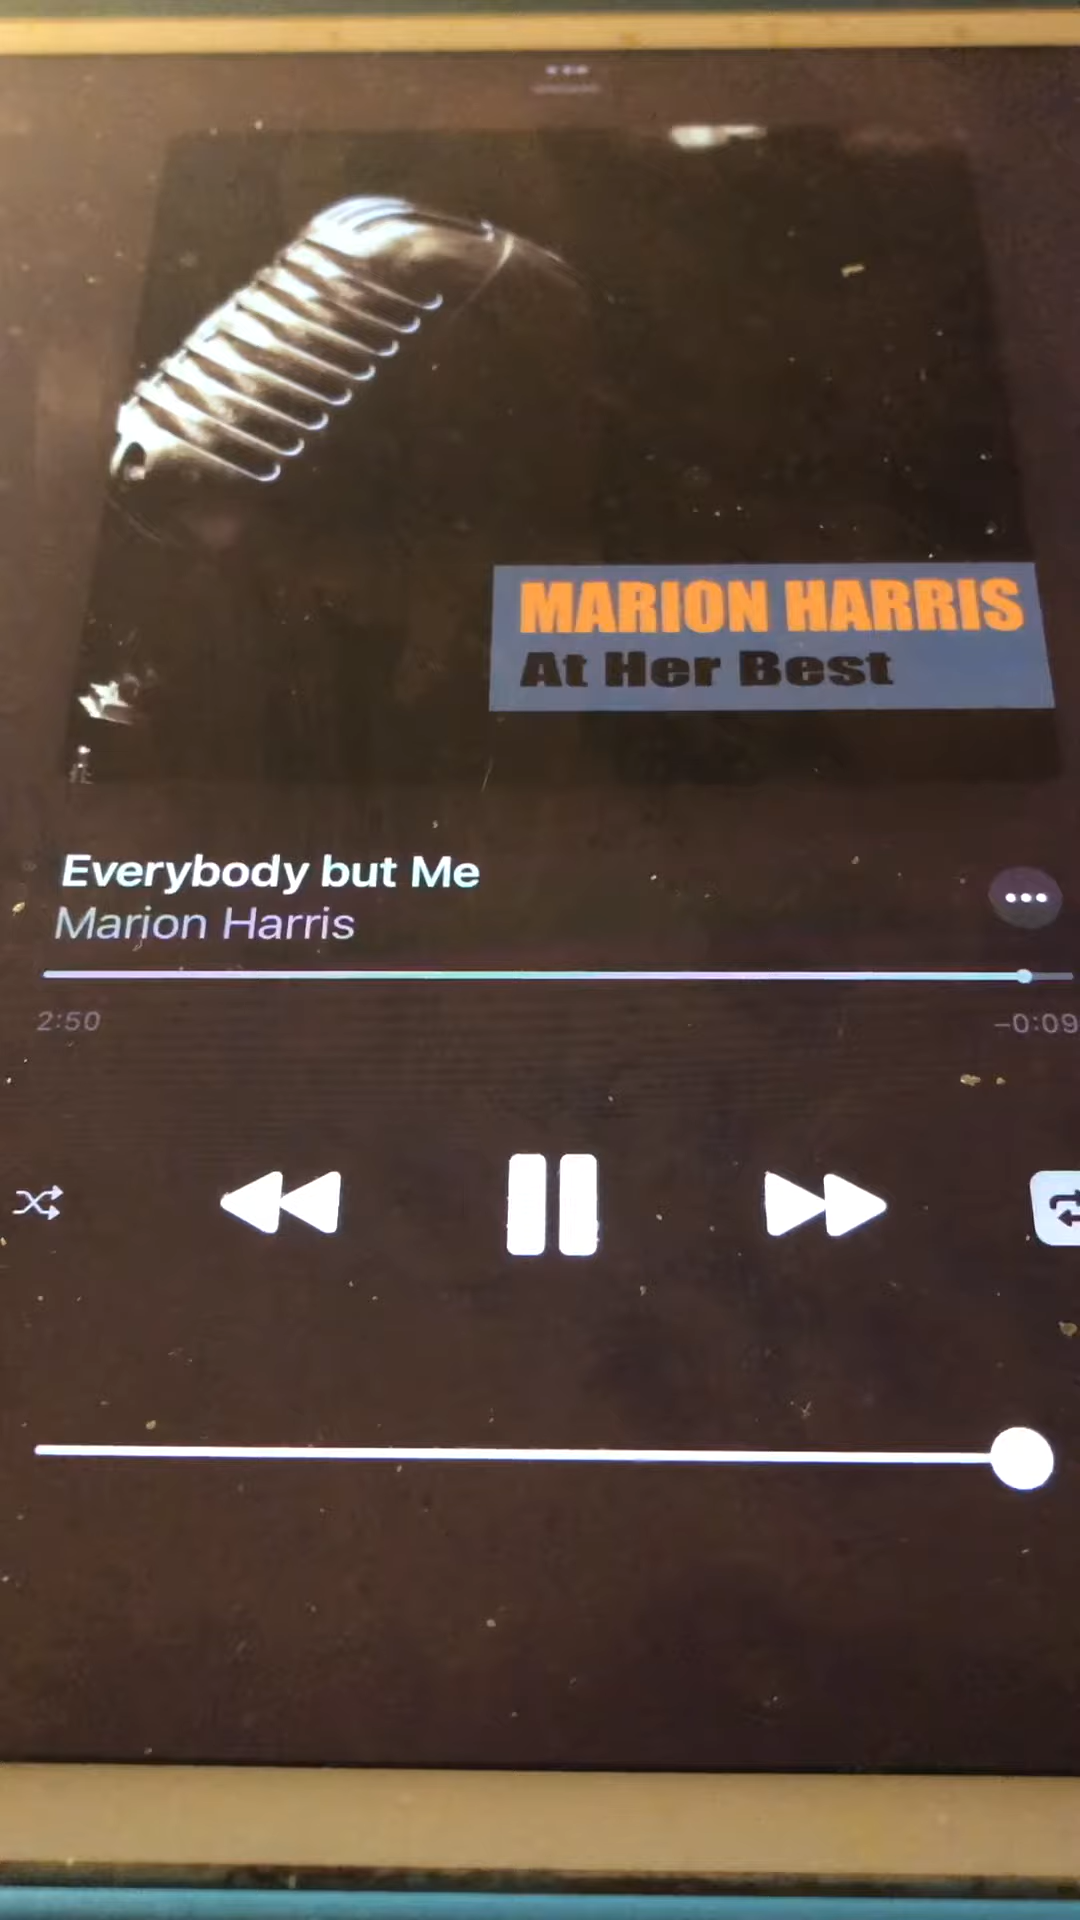 MARION HARRIS
At Her Best
Everybody but Me
Marion Harris
2:50
-0:09